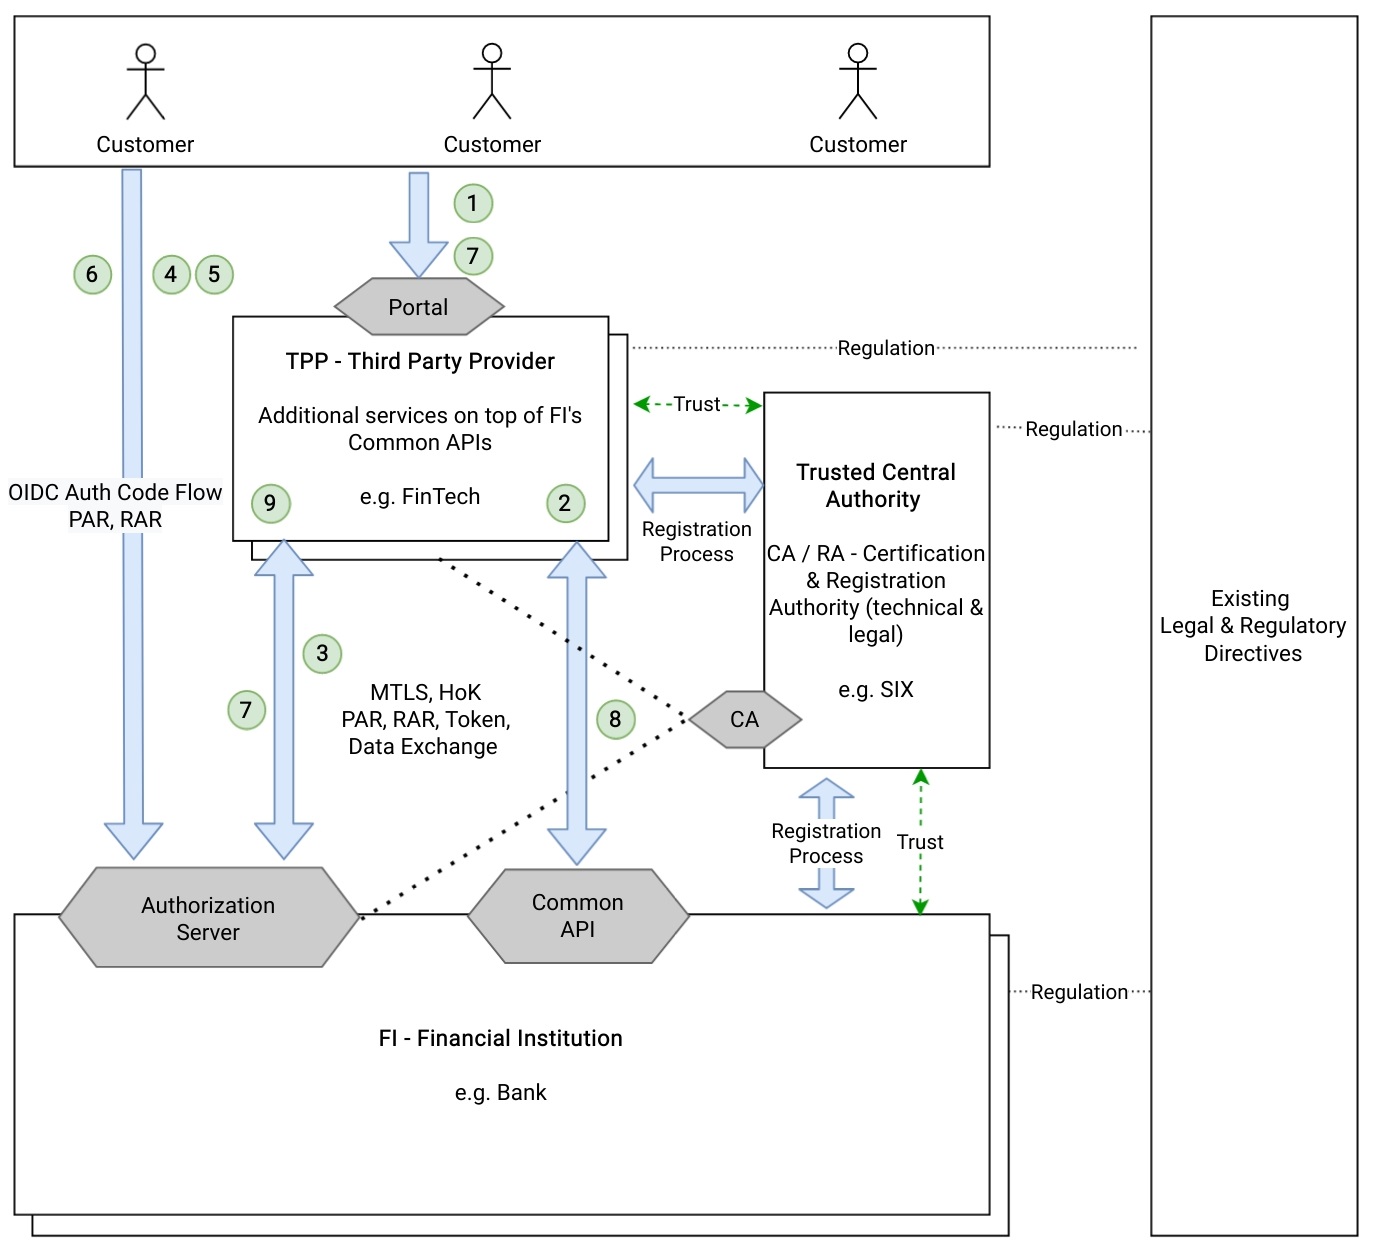 Customer
Customer
Customer
1
7
6
4
5
Portal
TPP - Third Party Provider
Additional services on top of FI's
Common APIs
e.g. FinTech
9
2
Regulation
Trust
Regulation
OIDC Auth Code Flow
PAR, RAR
Registration
Process
Trusted Central
Authority
CA / RA - Certification
& Registration
Authority (technical &
legal)
e.g. SIX
Existing
Legal & Regulatory
Directives
3
7
MTLS, HoK
PAR, RAR, Token,
Data Exchange
8
CA
Registration
Process
Trust
Authorization
Server
Common
API
Regulation
FI - Financial Institution
e.g. Bank